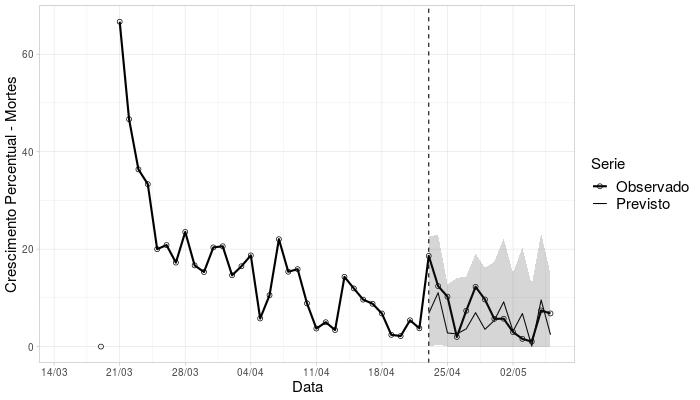 Crescimento Percentual - Mortes
60
40
20
0
14/03
21/03
28/03
04/04
11/04
18/04
25/04
02/05
Data
Serie
Observado
Previsto